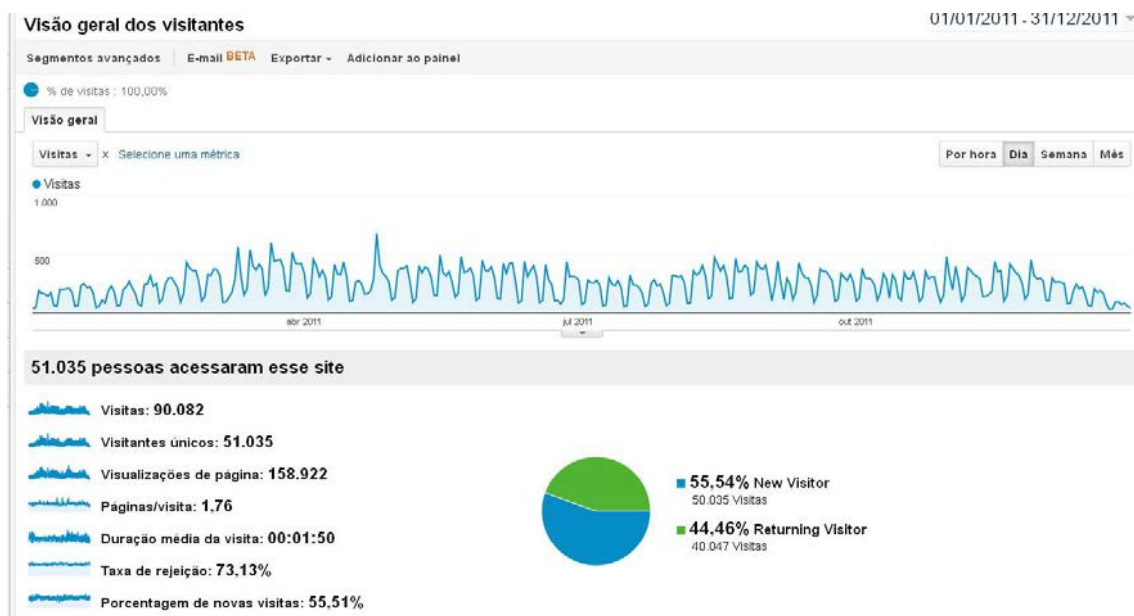 Visão geral dos visitantes
01/01/2011 - 31/12/2011
Segmentos avançados E-mail BETA Exportar Adicionar ao painel
% de visitas : 100,00%
Visão geral
Visitas x Selecione uma métrica
Por hora Dia Semana Mês
Visitas
1.000
500
abr 2011 jul 2011 out 2011
51.035 pessoas acessaram esse site
Visitas: 90.082
Visitantes únicos: 51.035
Visualizações de página: 158.922
Páginas/visita: 1,76
Duração média da visita: 00:01:50
Taxa de rejeição: 73,13%
Porcentagem de novas visitas: 55,51%
55,54% New Visitor
50.035 Visitas
44,46% Returning Visitor
40.047 Visitas